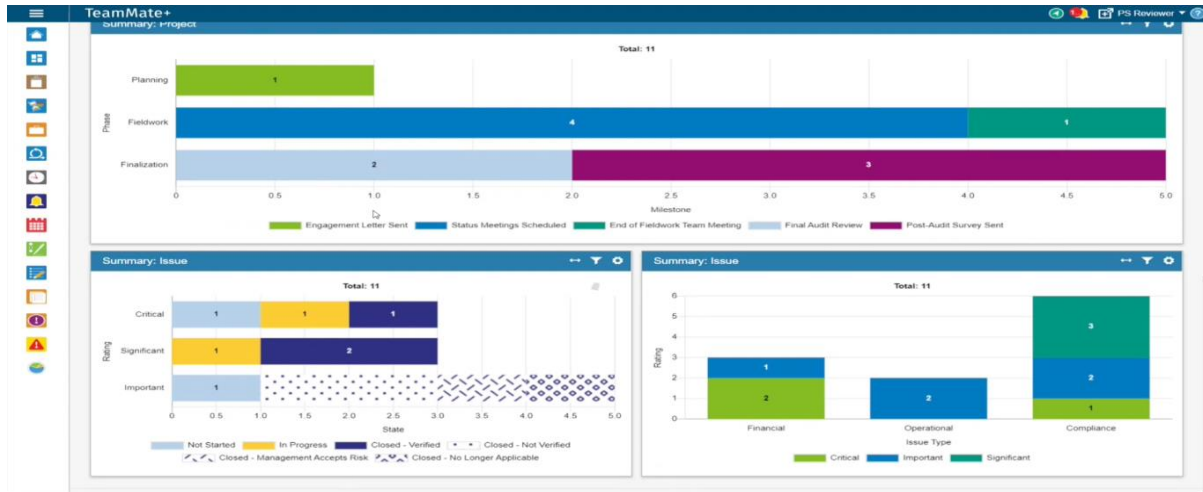 TeamMate+
PS Reviewer
Summary: Project
Total: 11
Planning
1
Phase
Fieldwork
4
1
Finalization
2
3
0 0.5 1.0 1.5 2.0 2.5 3.0 3.5 4.0 4.5 5.0
Milestone
Engagement Letter Sent Status Meetings Scheduled End of Fieldwork Team Meeting Final Audit Review Post-Audit Survey Sent
Summary: Issue
Total: 11
Critical
1 1 1
Rating
Significant
1 2
Important
1
0 0.5 1.0 1.5 2.0 2.5 3.0 3.5 4.0 4.5 5.0
State
Not Started In Progress Closed - Verified Closed - Not Verified
Closed - Management Accepts Risk Closed - No Longer Applicable
Summary: Issue
Total: 11
6
5
4
3
2
1
0
Rating
1
2
2
3
2
1
Financial Operational Compliance
Issue Type
Critical Important Significant